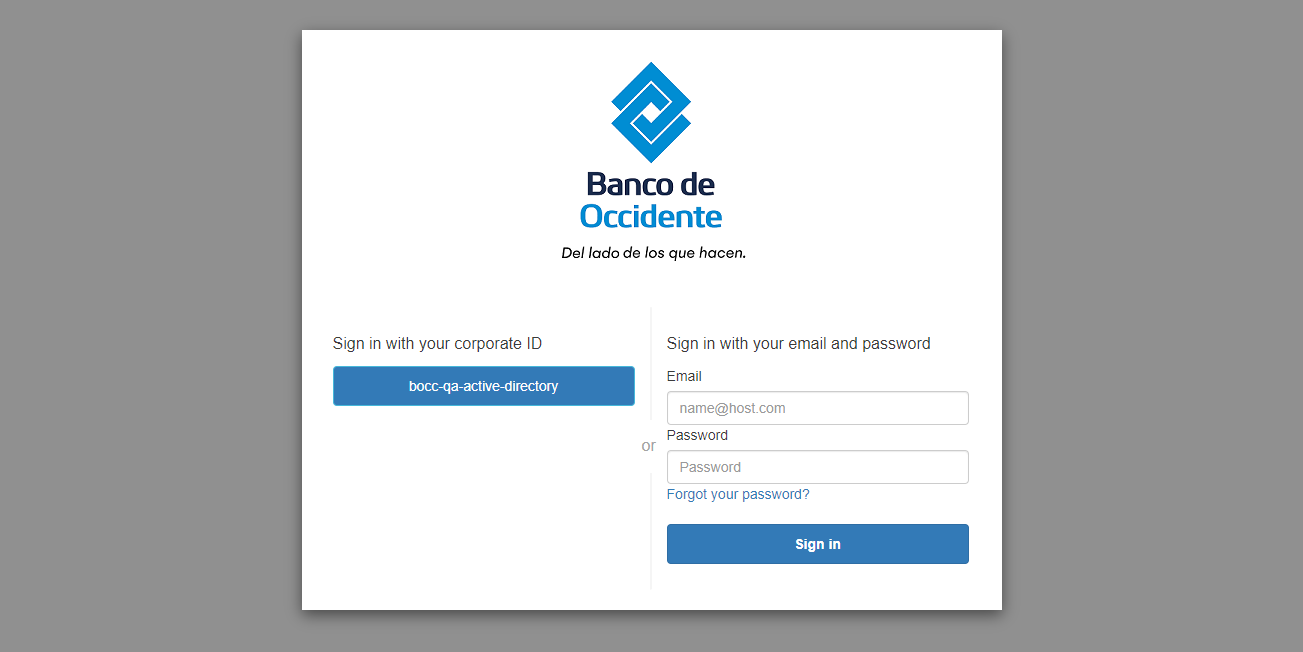 Banco de
Occidente
Del lado de los que hacen.
Sign in with your corporate ID
bocc-qa-active-directory
or
Sign in with your email and password
Email
name@host.com
Password
Password
Forgot your password?
Sign in